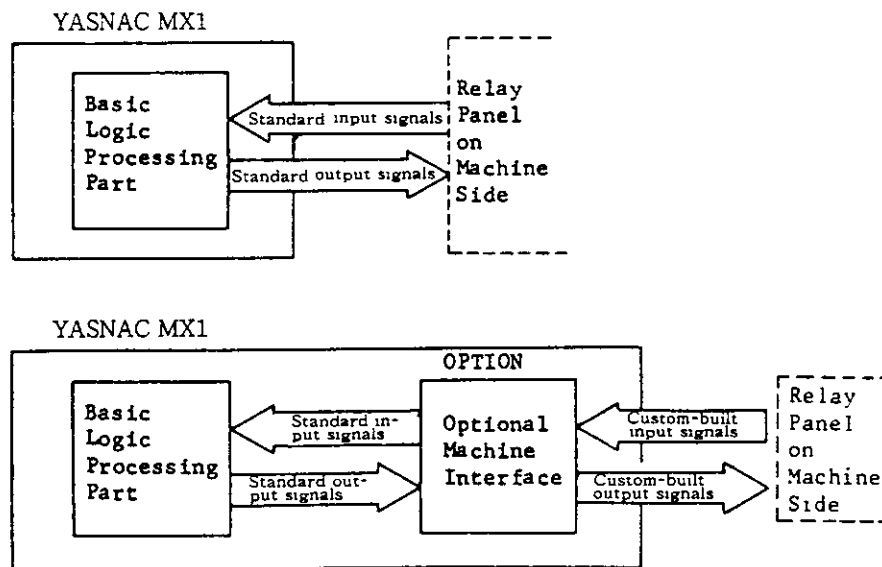 YASNAC MX1
Basic
Logic
Processing
Part
Standard input signals
Standard output signals
Relay
Panel
on
Machine
Side
YASNAC MX1
OPTION
Basic
Logic
Processing
Part
Standard in-
put signals
Standard out-
put signals
Optional
Machine
Interface
Custom-built
input signals
Custom-built
output signals
Relay
Panel
on
Machine
Side